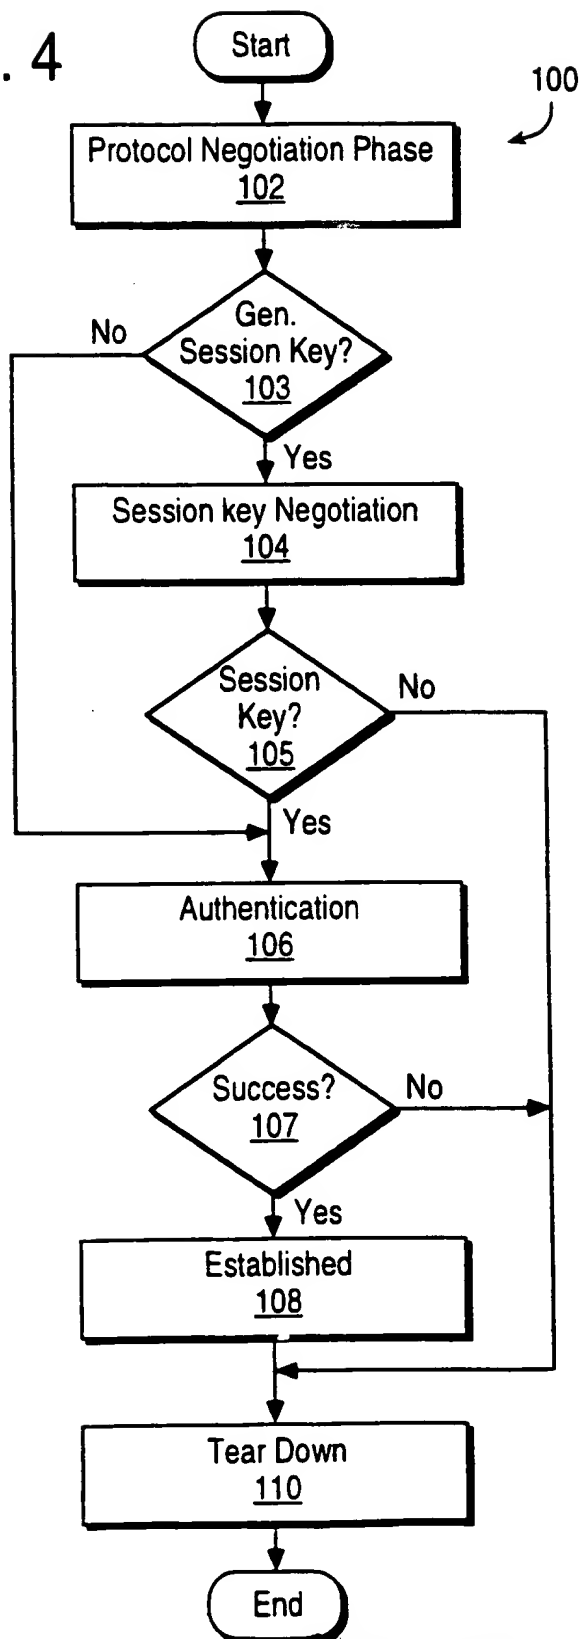 . 4
Start
100
Protocol Negotiation Phase
102
Gen.
Session Key?
103
No
Yes
Session key Negotiation
104
Session
Key?
105
No
Yes
Authentication
106
Success?
107
No
Yes
Established
108
Tear Down
110
End